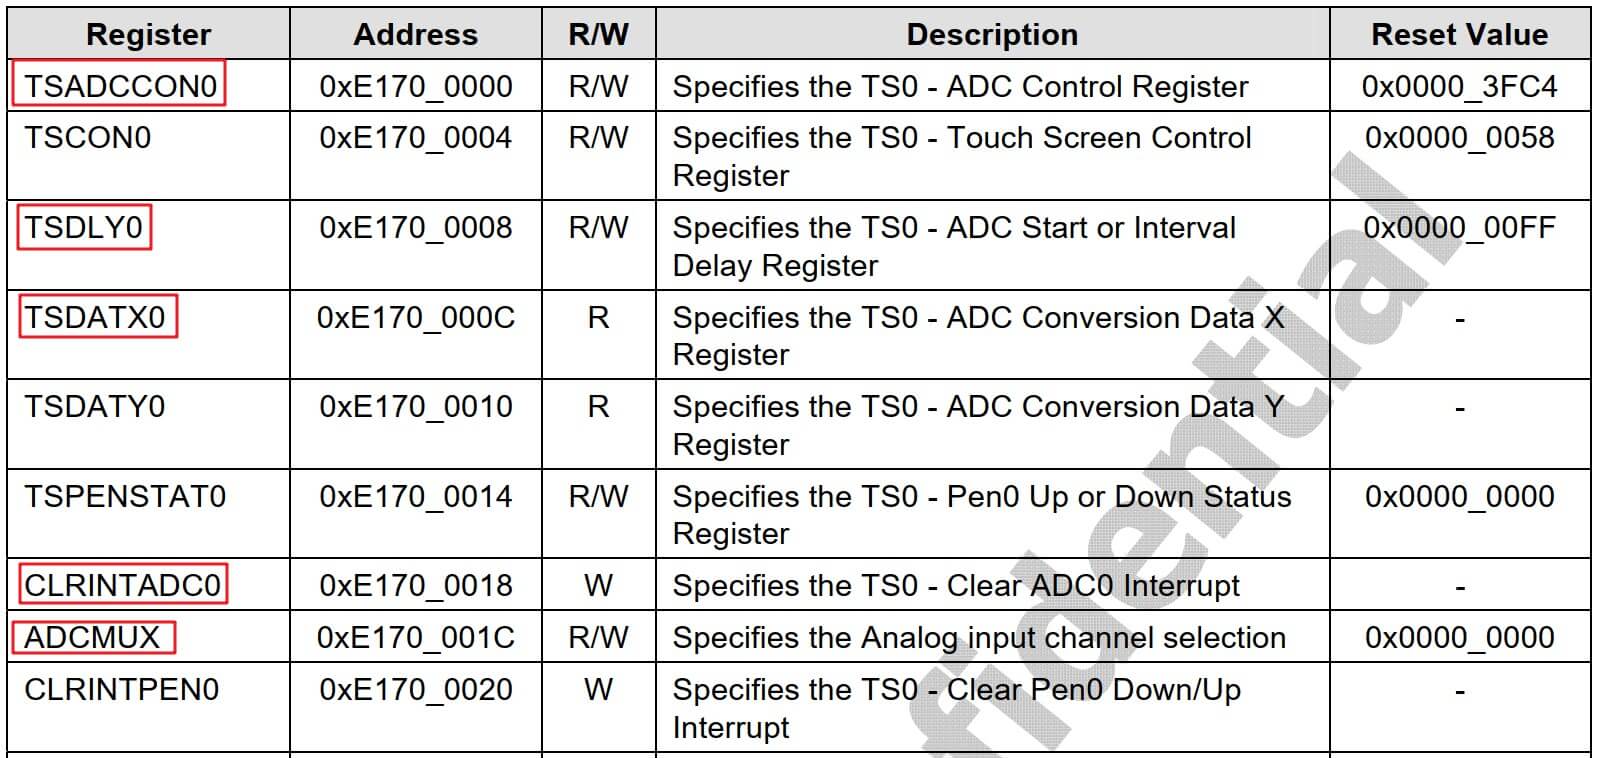 Register Address R/W Description Reset Value
TSADCCON0 0xE170_0000 R/W Specifies the TS0 - ADC Control Register 0x0000_3FC4
TSCON0 0xE170_0004 R/W Specifies the TS0 - Touch Screen Control 0x0000_0058
Register
TSDLY0 0xE170_0008 R/W Specifies the TS0 - ADC Start or Interval 0x0000_00FF
Delay Register
TSDATX0 0xE170_000C R Specifies the TS0 - ADC Conversion Data X -
Register
TSDATY0 0xE170_0010 R Specifies the TS0 - ADC Conversion Data Y -
Register
TSPENSTAT0 0xE170_0014 R/W Specifies the TS0 - Pen0 Up or Down Status 0x0000_0000
Register
CLRINTADC0 0xE170_0018 W Specifies the TS0 - Clear ADC0 Interrupt -
ADCMUX 0xE170_001C R/W Specifies the Analog input channel selection 0x0000_0000
CLRINTPEN0 0xE170_0020 W Specifies the TS0 - Clear Pen0 Down/Up -
Interrupt
fidential